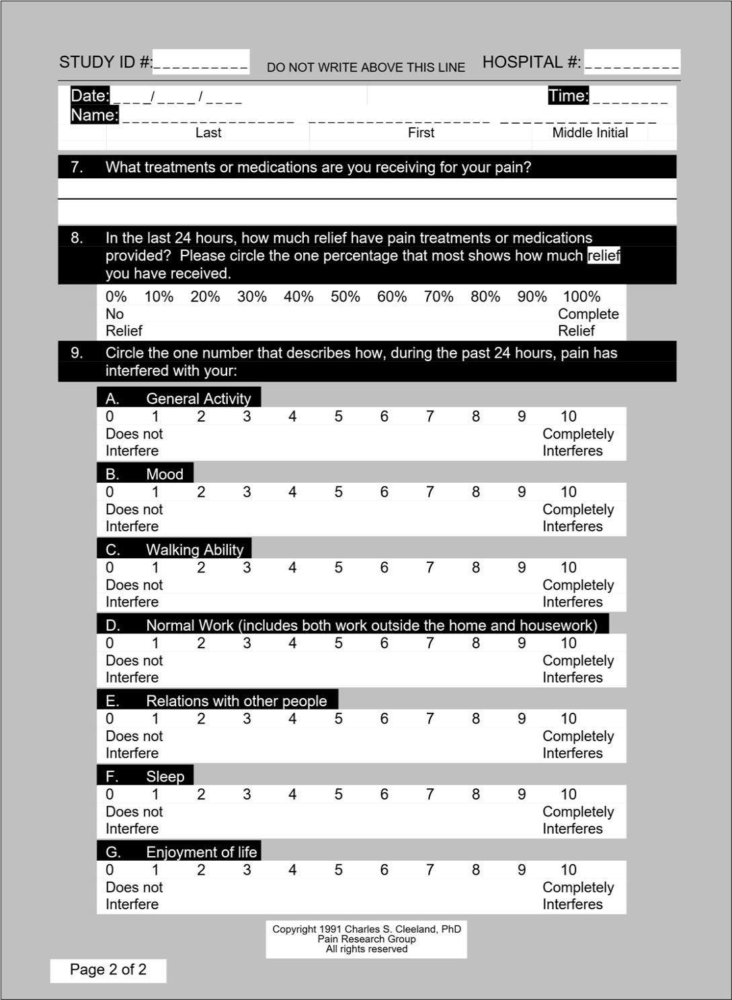 STUDY ID #:__________ DO NOT WRITE ABOVE THIS LINE HOSPITAL #: __________
Date: _ _ _ _/ _ _ _ _ / _ _ _ _ Time: _ _ _ _ _ _ _ _
Name: _ _ _ _ _ _ _ _ _ _ _ _ _ _ _ _ _ _ _ _ _ _ _ _ _ _ _ _ _ _ _ _ _ _ _ _ _ _ _ _ _ _ _ _ _ _ _ _
Last First Middle Initial
7. What treatments or medications are you receiving for your pain?
8. In the last 24 hours, how much relief have pain treatments or medications
provided? Please circle the one percentage that most shows how much relief
you have received.
0% 10% 20% 30% 40% 50% 60% 70% 80% 90% 100%
No Complete
Relief Relief
9. Circle the one number that describes how, during the past 24 hours, pain has
interfered with your:
A. General Activity
0 1 2 3 4 5 6 7 8 9 10
Does not Completely
Interfere Interferes
B. Mood
0 1 2 3 4 5 6 7 8 9 10
Does not Completely
Interfere Interferes
C. Walking Ability
0 1 2 3 4 5 6 7 8 9 10
Does not Completely
Interfere Interferes
D. Normal Work (includes both work outside the home and housework)
0 1 2 3 4 5 6 7 8 9 10
Does not Completely
Interfere Interferes
E. Relations with other people
0 1 2 3 4 5 6 7 8 9 10
Does not Completely
Interfere Interferes
F. Sleep
0 1 2 3 4 5 6 7 8 9 10
Does not Completely
Interfere Interferes
G. Enjoyment of life
0 1 2 3 4 5 6 7 8 9 10
Does not Completely
Interfere Interferes
Copyright 1991 Charles S. Cleeland, PhD
Pain Research Group
All rights reserved
Page 2 of 2